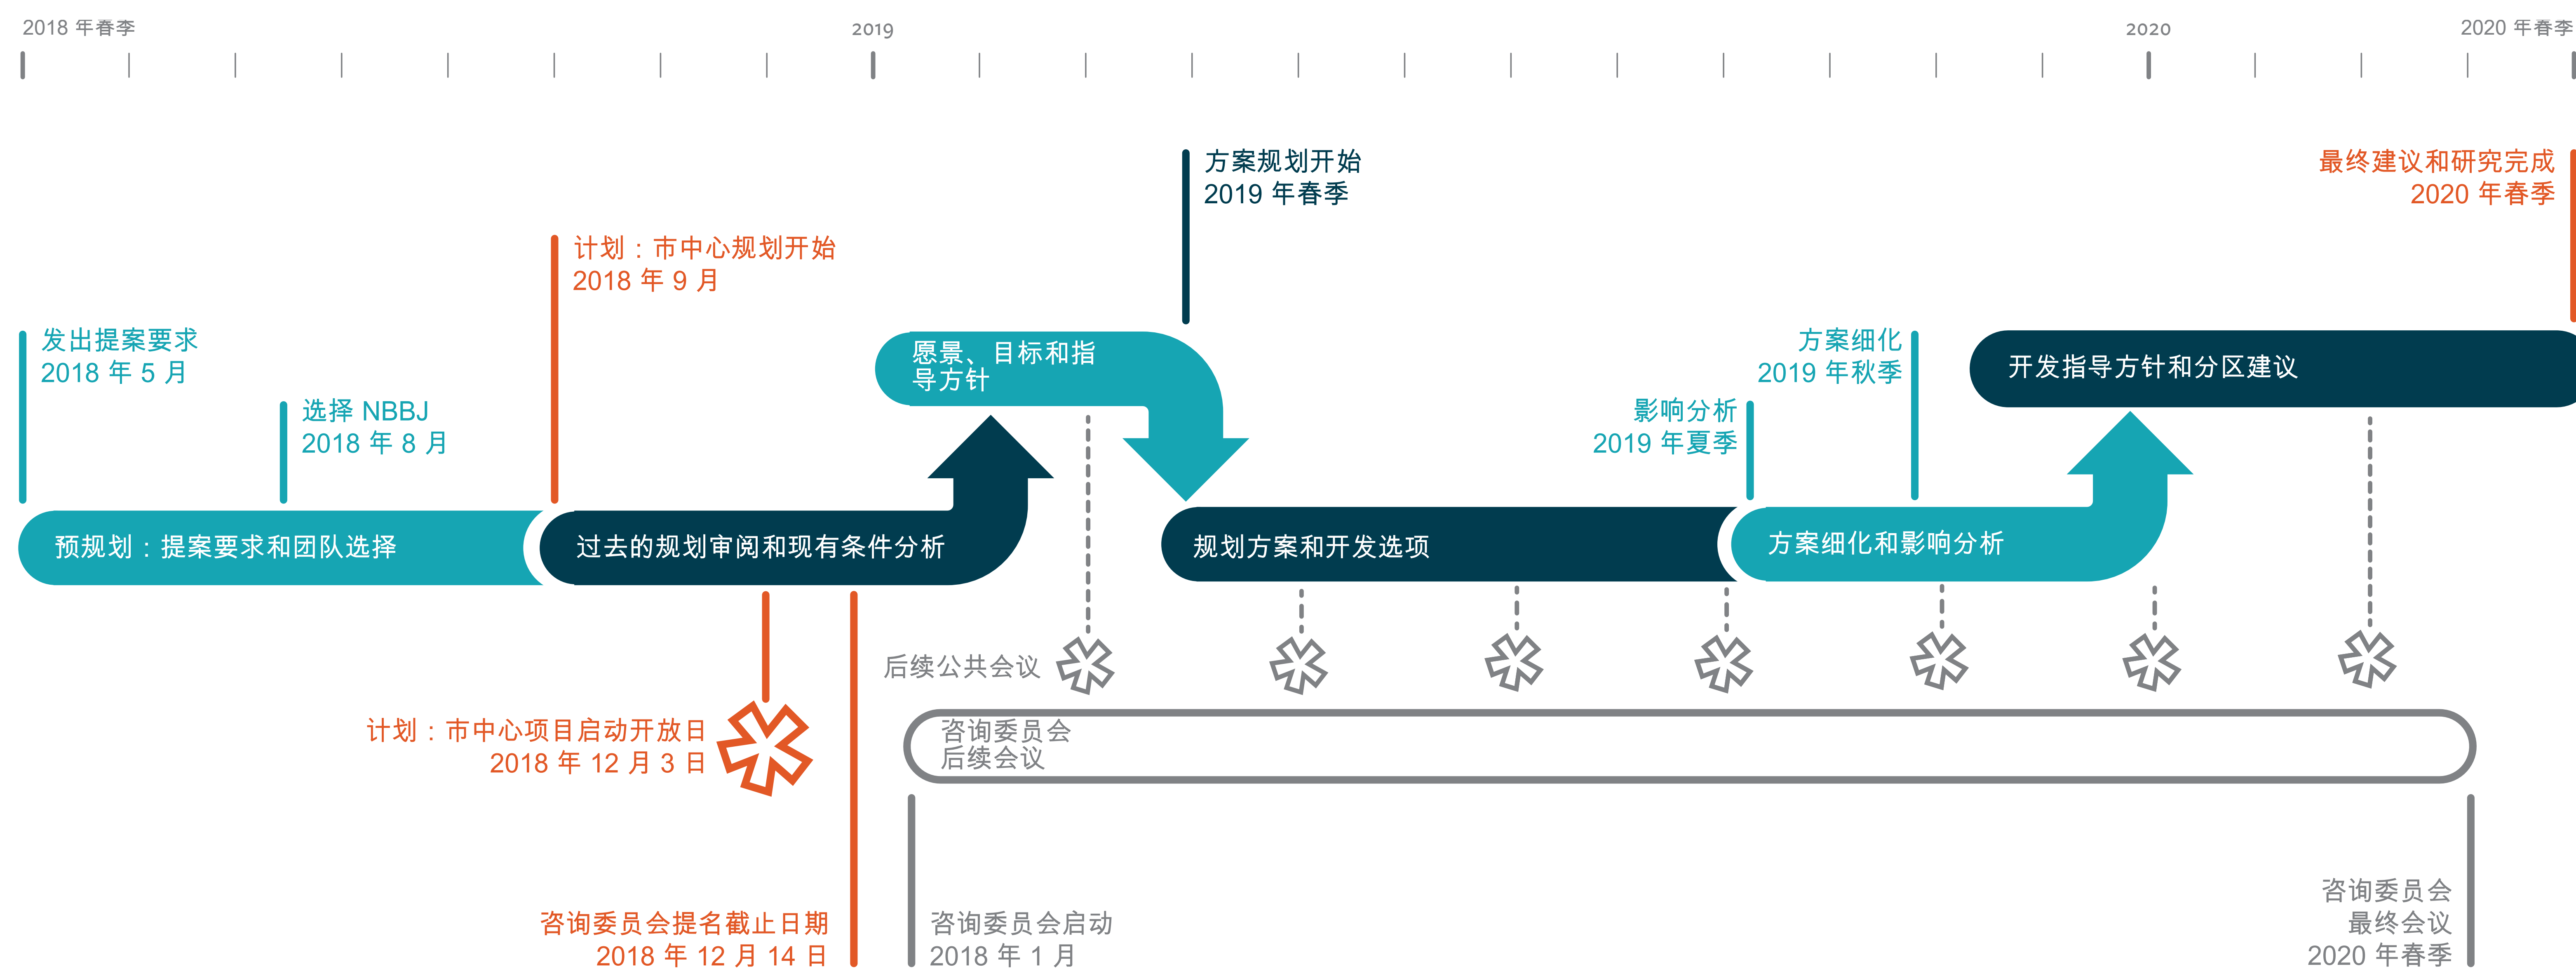 2018 年春季
2019
2020
2020 年春季
方案规划开始
2019 年春季
最终建议和研究完成
2020 年春季
计划：市中心规划开始
2018 年 9 月
发出提案要求
2018 年 5 月
选择 NBBJ
2018 年 8 月
愿景、目标和指
导方针
方案细化
2019 年秋季
影响分析
2019 年夏季
开发指导方针和分区建议
预规划：提案要求和团队选择
过去的规划审阅和现有条件分析
规划方案和开发选项
方案细化和影响分析
后续公共会议
计划：市中心项目启动开放日
2018 年 12 月 3 日
咨询委员会
后续会议
咨询委员会提名截止日期
2018 年 12 月 14 日
咨询委员会启动
2018 年 1 月
咨询委员会
最终会议
2020 年春季